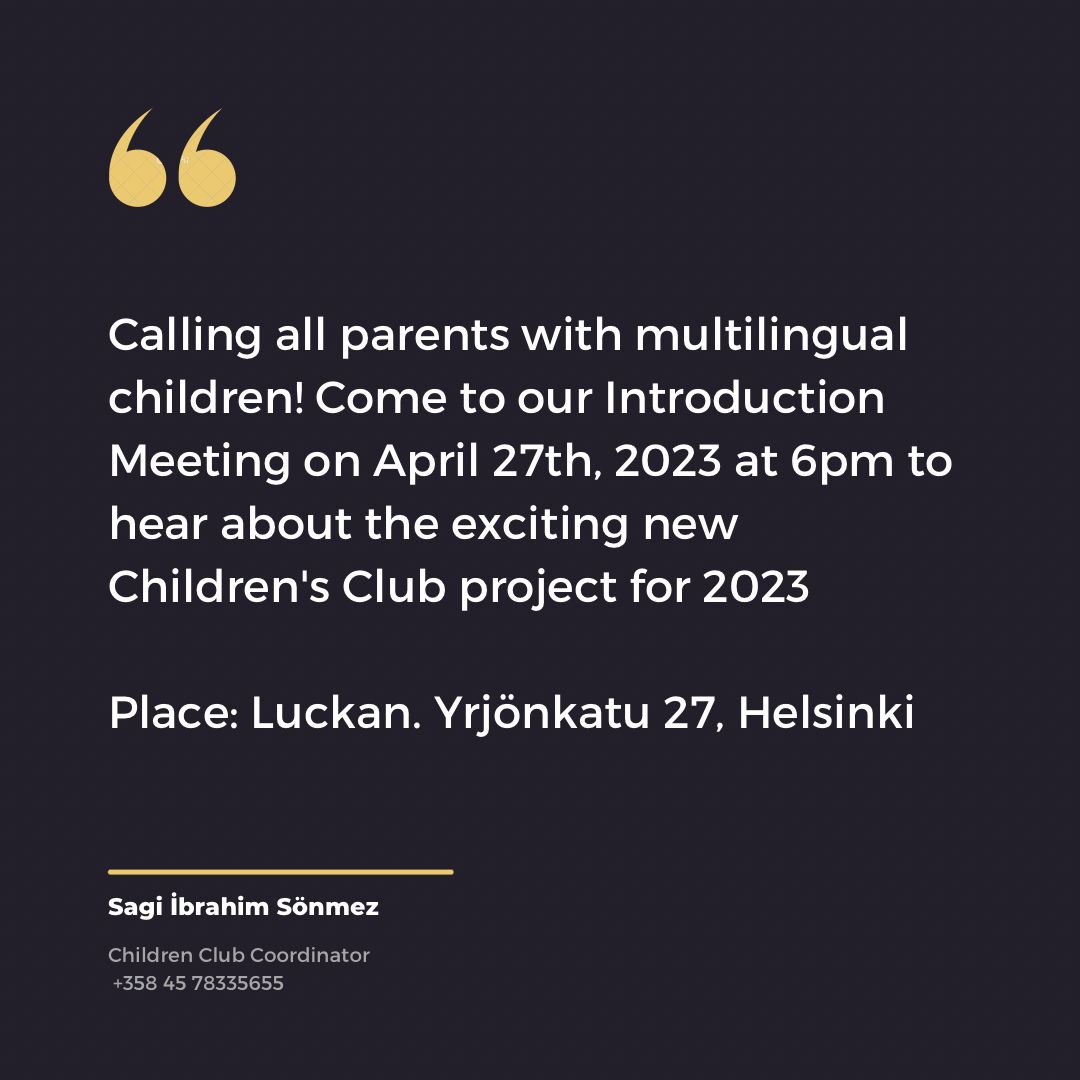 Calling all parents with multilingual
children! Come to our Introduction
Meeting on April 27th, 2023 at 6pm to
hear about the exciting new
Children's Club project for 2023
Place: Luckan. Yrjönkatu 27, Helsinki
Sagi İbrahim Sönmez
Children Club Coordinator
+358 45 78335655